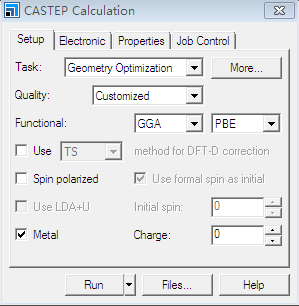 CASTEP Calculation
Setup Electronic Properties Job Control
Task: Geometry Optimization More...
Quality: Customized
Functional: GGA PBE
Use TS method for DFT-D correction
Spin polarized Use formal spin as initial
Use LDA+U Initial spin: 0
Metal Charge: 0
Run Files... Help